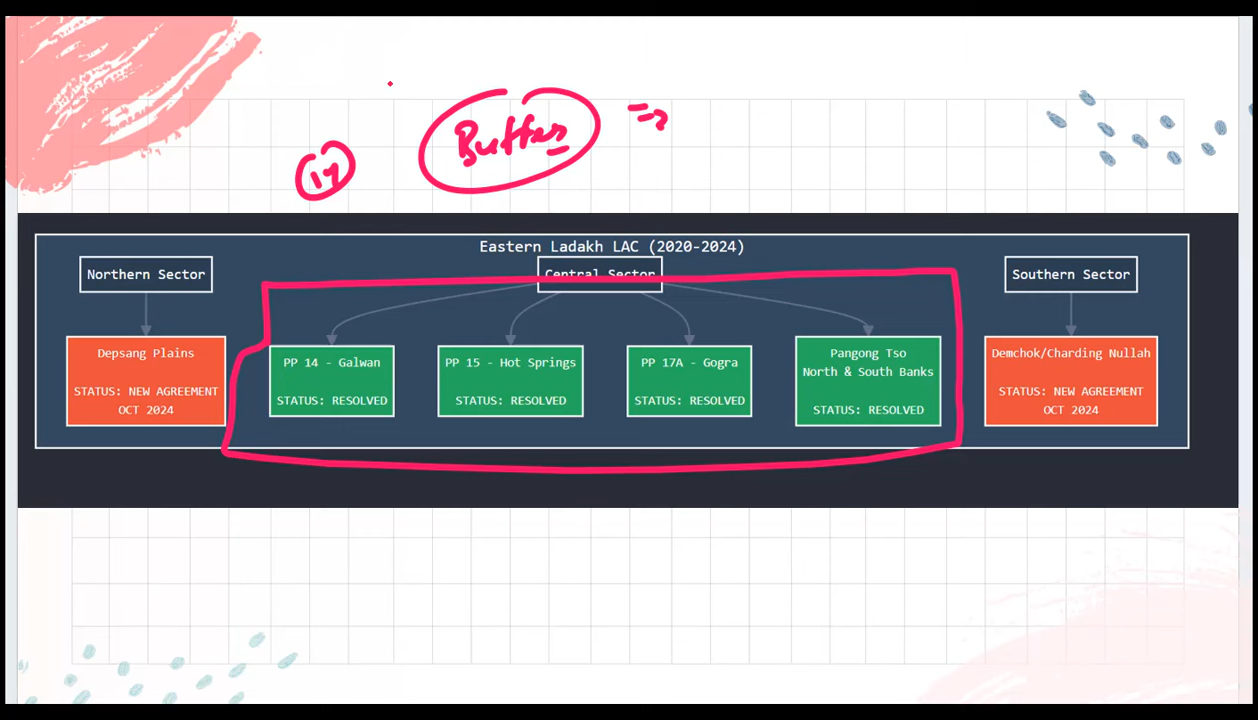 Buffer
Eastern Ladakh LAC (2020-2024)
Northern Sector
Central Sector
Southern Sector
Depsang Plains
STATUS: NEW AGREEMENT
OCT 2024
PP 14 - Galwan
STATUS: RESOLVED
PP 15 - Hot Springs
STATUS: RESOLVED
PP 17A - Gogra
STATUS: RESOLVED
Pangong Tso
North & South Banks
STATUS: RESOLVED
Demchok/Charding Nullah
STATUS: NEW AGREEMENT
OCT 2024